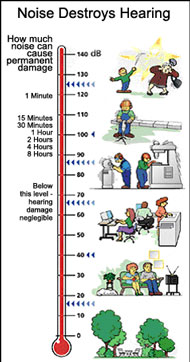 Noise Destroys Hearing
How much
noise can
cause
permanent
damage
140 dB
130
120
1 Minute
110
15 Minutes
30 Minutes
1 Hour
100
2 Hours
4 Hours
90
8 Hours
80
70
Below
this level -
hearing
damage
neglegible
60
50
40
30
20
10
0